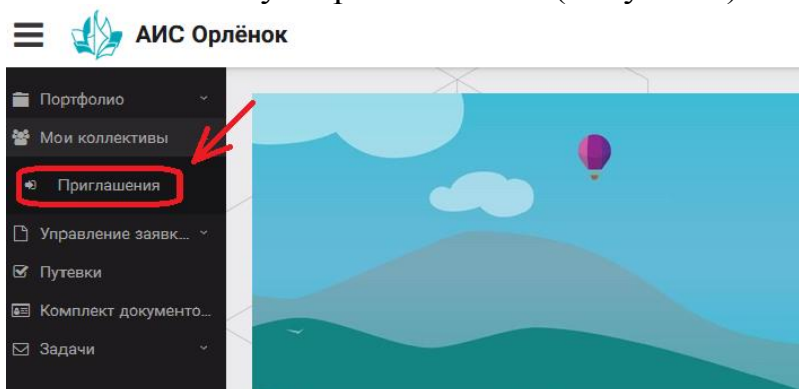 АИС Орлёнок
Портфолио
Мои коллективы
Приглашения
Управление заявк...
Путевки
Комплект документо...
Задачи